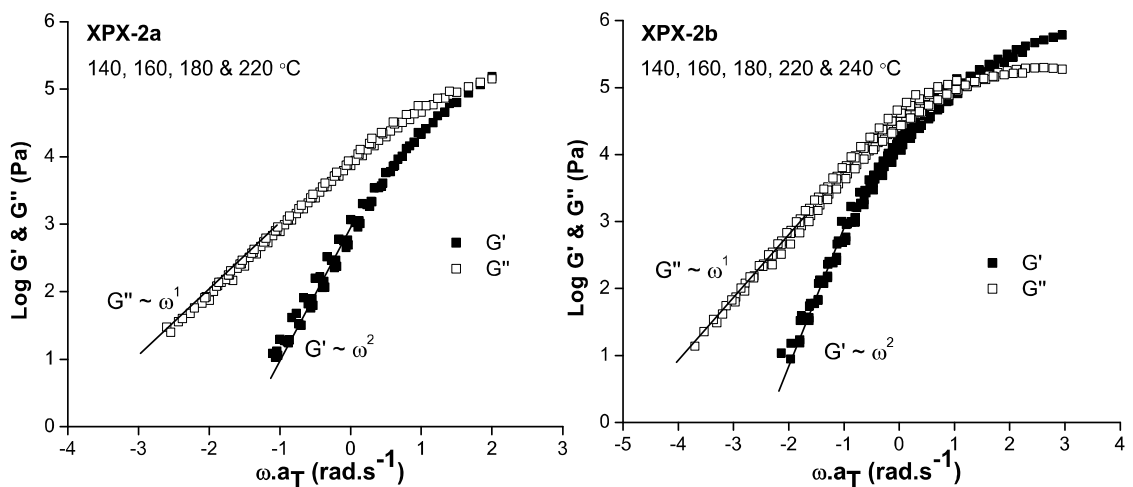 XPX-2a
140, 160, 180 & 220 °C
Log G' & G" (Pa)
6
5
4
3
2
1
0
G'
G"
G" ~ ω¹
G' ~ ω²
-4 -3 -2 -1 0 1 2 3
ω.aT (rad.s⁻¹)
XPX-2b
140, 160, 180, 220 & 240 °C
Log G' & G" (Pa)
6
5
4
3
2
1
0
G'
G"
G" ~ ω¹
G' ~ ω²
-5 -4 -3 -2 -1 0 1 2 3 4
ω.aT (rad.s⁻¹)